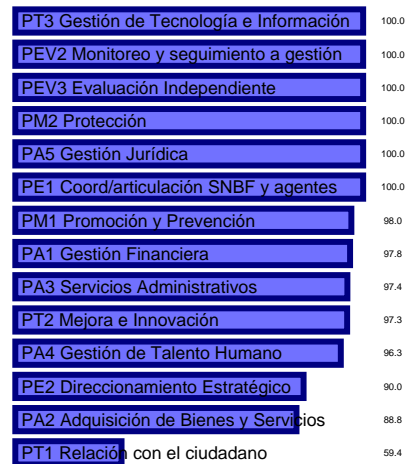 PT3 Gestión de Tecnología e Información 100.0
PEV2 Monitoreo y seguimiento a gestión 100.0
PEV3 Evaluación Independiente 100.0
PM2 Protección 100.0
PA5 Gestión Jurídica 100.0
PE1 Coord/articulación SNBF y agentes 100.0
PM1 Promoción y Prevención 98.0
PA1 Gestión Financiera 97.8
PA3 Servicios Administrativos 97.4
PT2 Mejora e Innovación 97.3
PA4 Gestión de Talento Humano 96.3
PE2 Direccionamiento Estratégico 90.0
PA2 Adquisición de Bienes y Servicios 88.8
PT1 Relación con el ciudadano 59.4